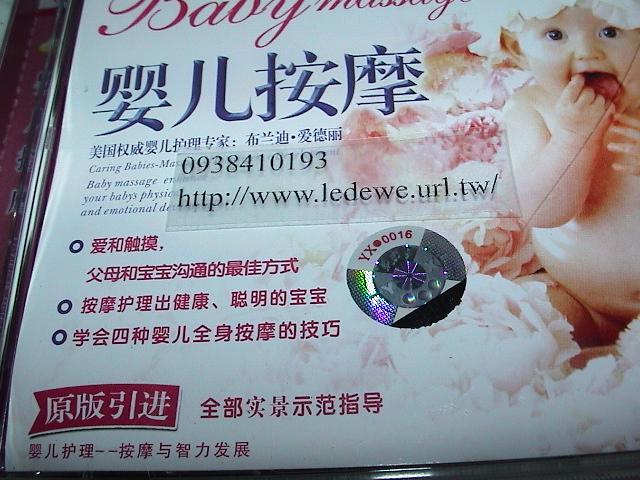 Baby massage
婴儿按摩
美国权威婴儿护理专家：布兰迪·爱德丽
Caring Babies-Mas
0938410193
Baby massage en
http://www.ledewe.url.tw/
your baby's physic
and emotional de
YX●0016
爱和触摸，
父母和宝宝沟通的最佳方式
按摩护理出健康、聪明的宝宝
学会四种婴儿全身按摩的技巧
原版引进 全部实景示范指导
婴儿护理--按摩与智力发展